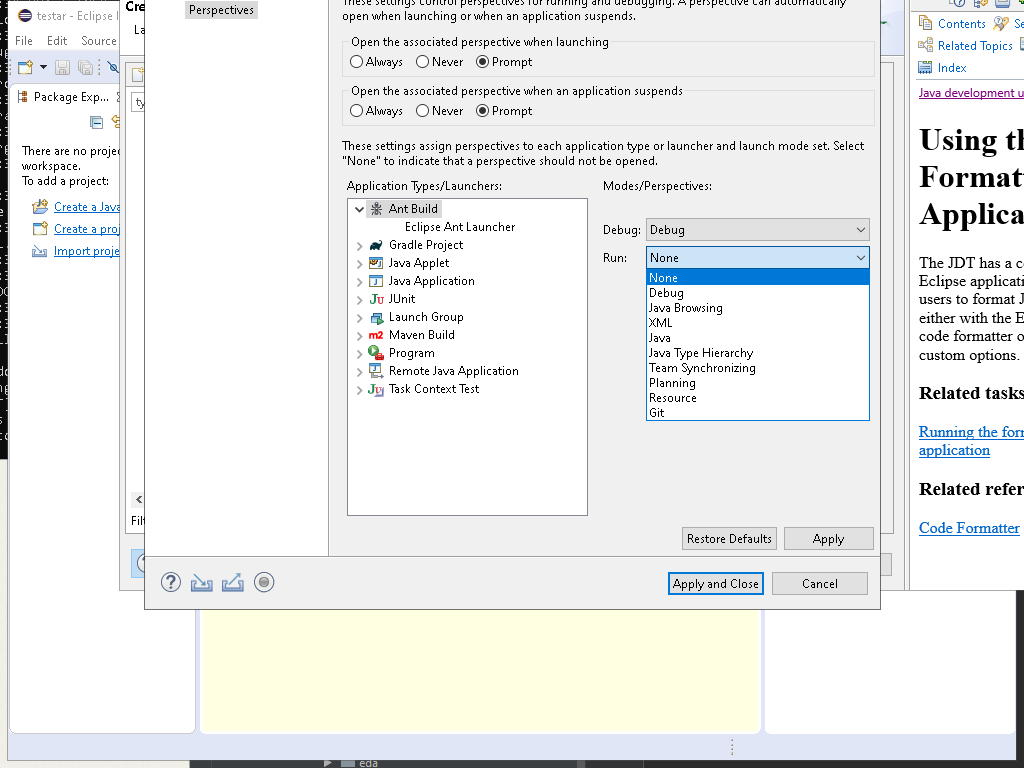 testar - Eclipse I
Cre
File Edit Source
La
Perspectives
These settings control perspectives for running and debugging. A perspective can automatically
open when launching or when an application suspends.
Open the associated perspective when launching
Always Never Prompt
Open the associated perspective when an application suspends
Always Never Prompt
These settings assign perspectives to each application type or launcher and launch mode set. Select
"None" to indicate that a perspective should not be opened.
Application Types/Launchers:
Modes/Perspectives:
Ant Build
Eclipse Ant Launcher
Gradle Project
Java Applet
Java Application
JUnit
Launch Group
Maven Build
Program
Remote Java Application
Task Context Test
Debug: Debug
Run: None
None
Debug
Java Browsing
XML
Java
Java Type Hierarchy
Team Synchronizing
Planning
Resource
Git
Restore Defaults Apply
Apply and Close Cancel
Package Exp...
ty
There are no proje
workspace.
To add a project:
Create a Java
Create a proj
Import proje
Filt
Contents Se
Related Topics
Index
Java development u
Using th
Formatt
Applica
The JDT has a co
Eclipse applicati
users to format J
either with the E
code formatter o
custom options.
Related tasks
Running the form
application
Related refer
Code Formatter
eda